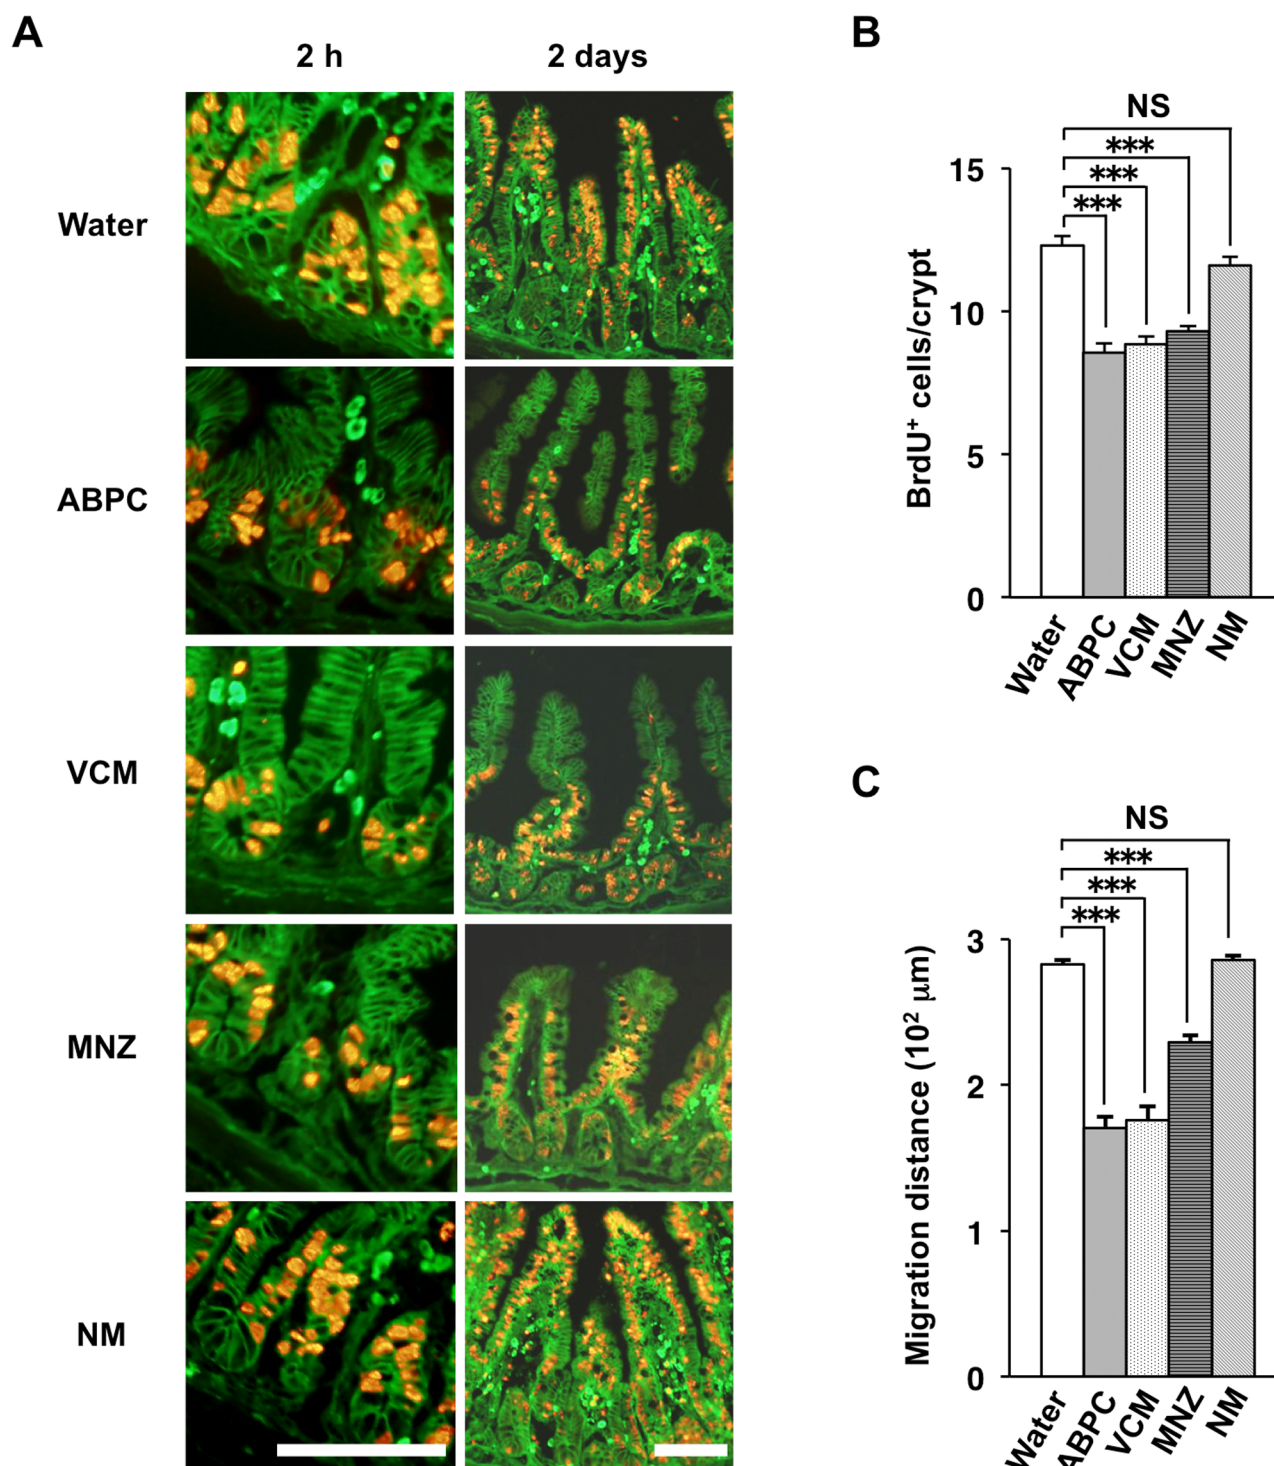 A
2 h
2 days
Water
ABPC
VCM
MNZ
NM
B
NS
***
***
***
15
10
5
0
BrdU⁺ cells/crypt
Water
ABPC
VCM
MNZ
NM
C
NS
***
***
***
3
2
1
0
Migration distance (10² μm)
Water
ABPC
VCM
MNZ
NM